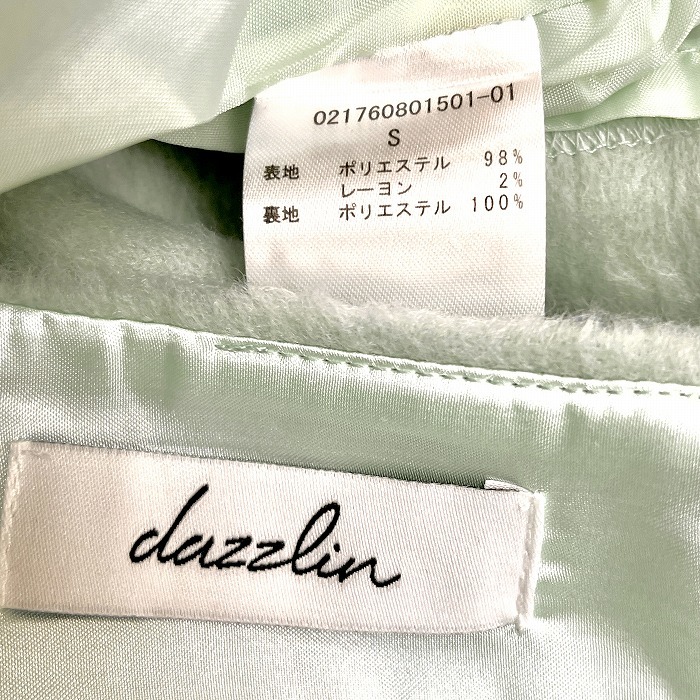 021760801501-01
S
表地 ポリエステル 98%
レーヨン 2%
裏地 ポリエステル 100%
dazzlin